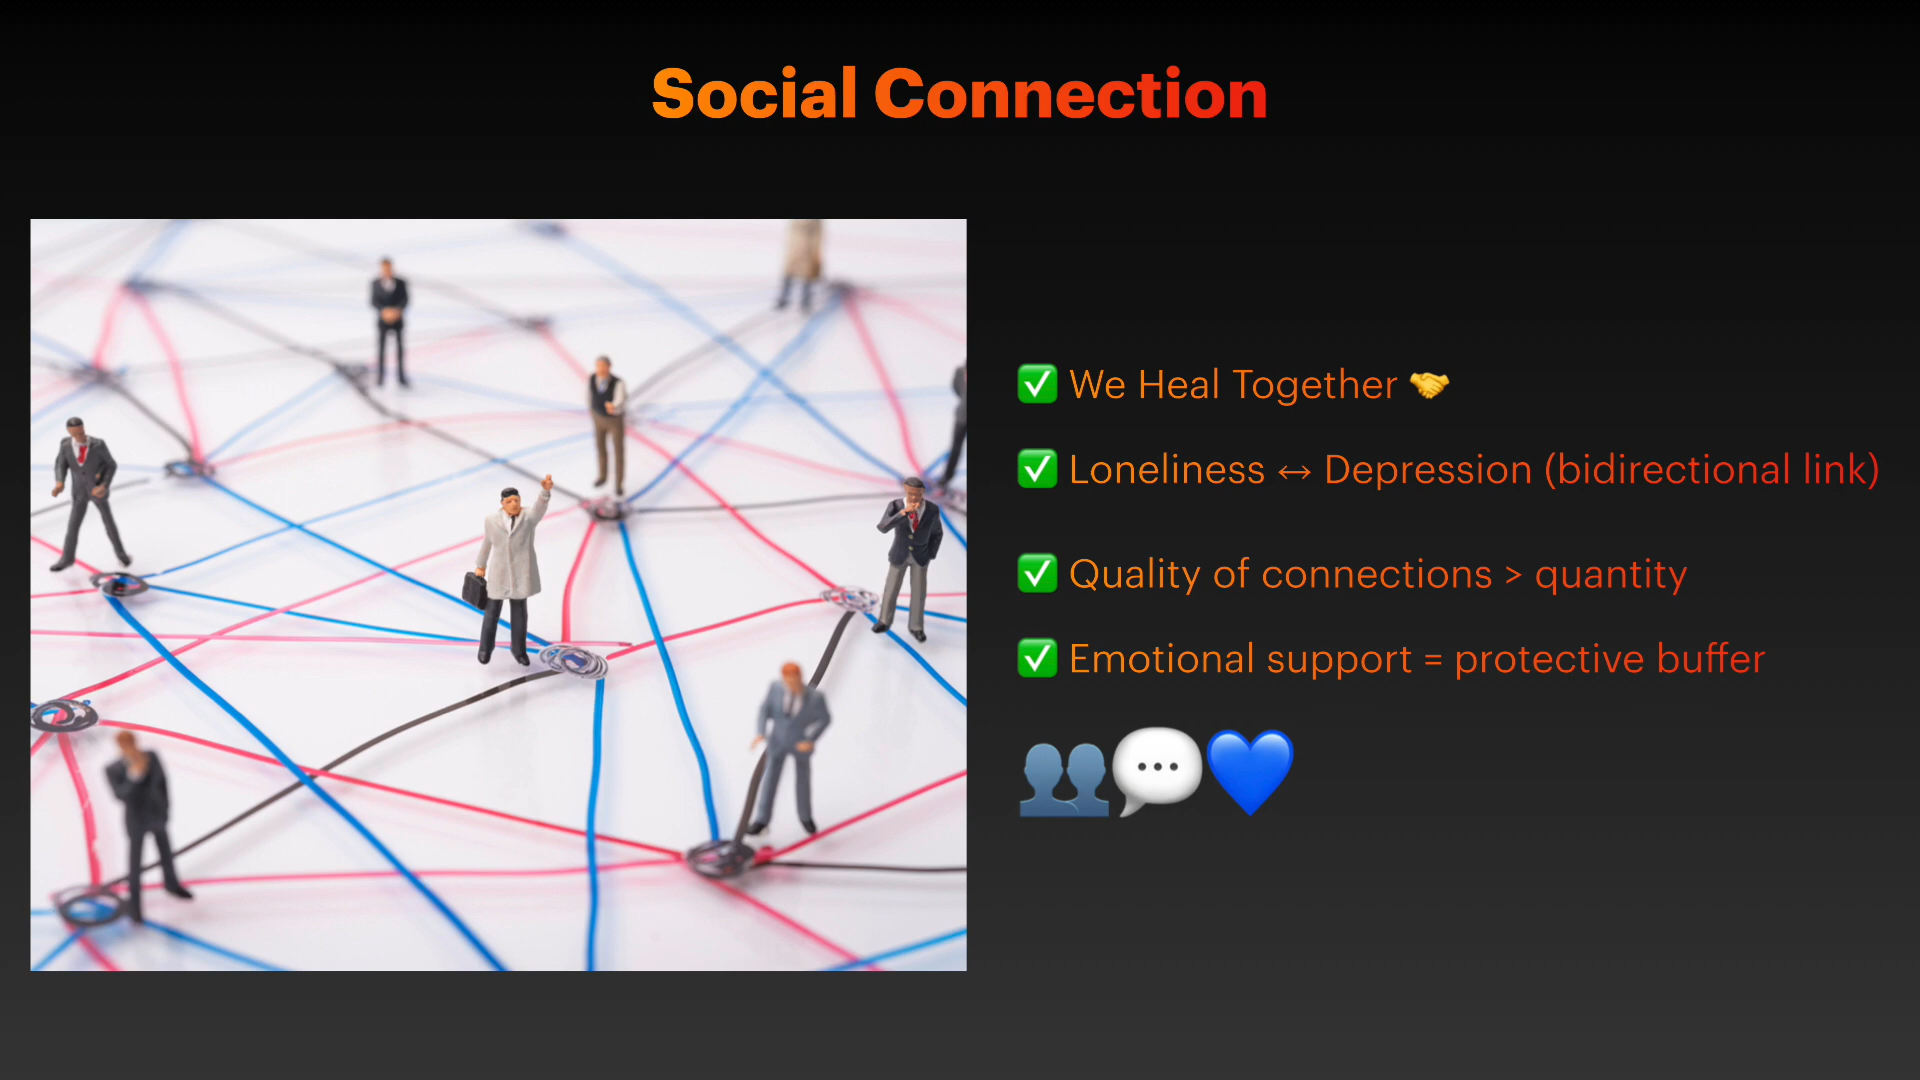 Social Connection
✅ We Heal Together 🤝
✅ Loneliness ↔ Depression (bidirectional link)
✅ Quality of connections > quantity
✅ Emotional support = protective buffer
👥💬💙